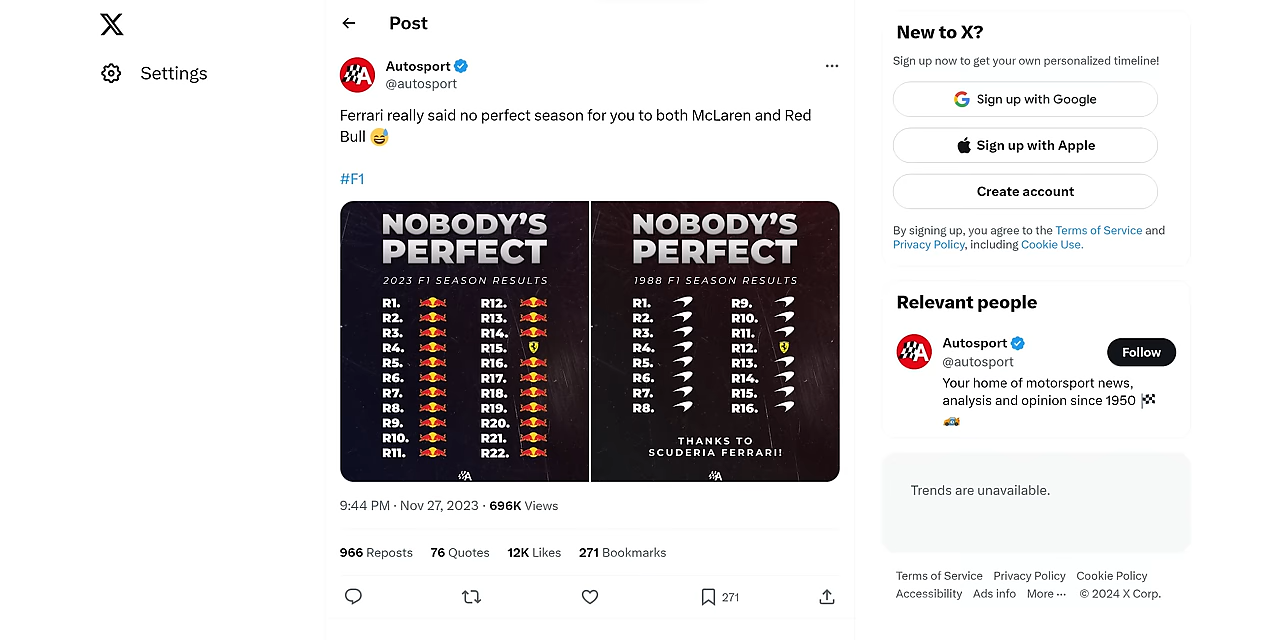 Settings
Post
Autosport
@autosport
Ferrari really said no perfect season for you to both McLaren and Red
Bull 😅
#F1
NOBODY'S
PERFECT
2023 F1 SEASON RESULTS
R1.
R2.
R3.
R4.
R5.
R6.
R7.
R8.
R9.
R10.
R11.
R12.
R13.
R14.
R15.
R16.
R17.
R18.
R19.
R20.
R21.
R22.
NOBODY'S
PERFECT
1988 F1 SEASON RESULTS
R1.
R2.
R3.
R4.
R5.
R6.
R7.
R8.
R9.
R10.
R11.
R12.
R13.
R14.
R15.
R16.
THANKS TO
SCUDERIA FERRARI!
9:44 PM · Nov 27, 2023 · 696K Views
966 Reposts 76 Quotes 12K Likes 271 Bookmarks
271
New to X?
Sign up now to get your own personalized timeline!
Sign up with Google
Sign up with Apple
Create account
By signing up, you agree to the Terms of Service and
Privacy Policy, including Cookie Use.
Relevant people
Autosport
@autosport
Follow
Your home of motorsport news,
analysis and opinion since 1950 🏁
🏎️
Trends are unavailable.
Terms of Service Privacy Policy Cookie Policy
Accessibility Ads info More ··· © 2024 X Corp.